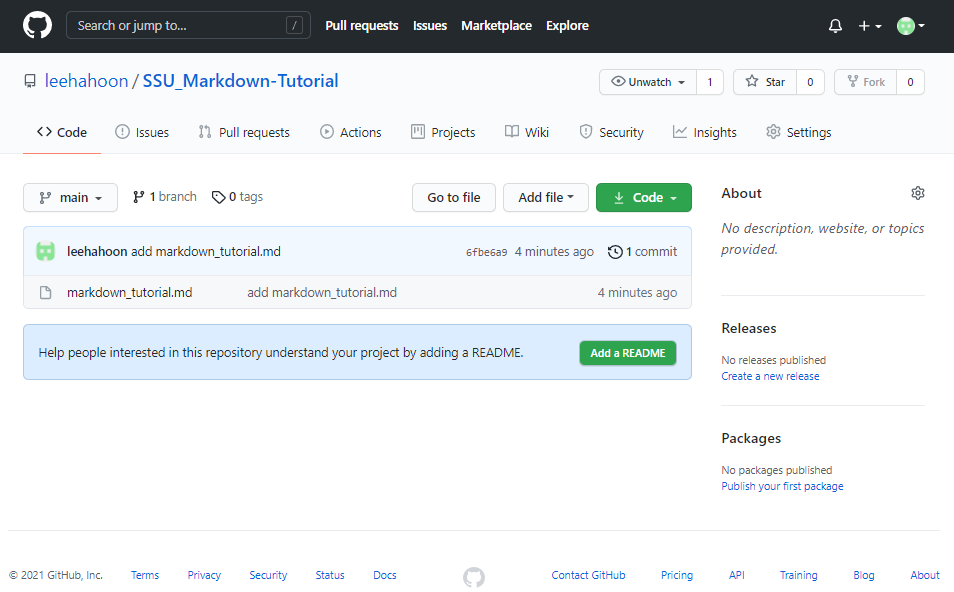 Search or jump to... / Pull requests Issues Marketplace Explore
leehahoon / SSU_Markdown-Tutorial Unwatch 1 Star 0 Fork 0
Code Issues Pull requests Actions Projects Wiki Security Insights Settings
main 1 branch 0 tags Go to file Add file Code
leehahoon add markdown_tutorial.md 6fbe6a9 4 minutes ago 1 commit
markdown_tutorial.md add markdown_tutorial.md 4 minutes ago
Help people interested in this repository understand your project by adding a README. Add a README
About
No description, website, or topics
provided.
Releases
No releases published
Create a new release
Packages
No packages published
Publish your first package
© 2021 GitHub, Inc. Terms Privacy Security Status Docs Contact GitHub Pricing API Training Blog About